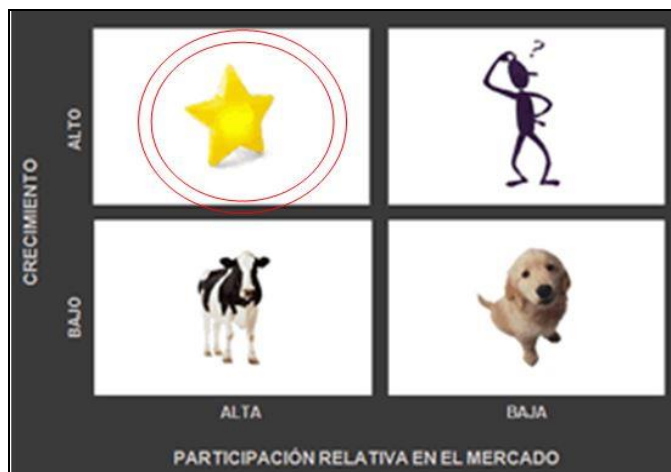 CRECIMIENTO
ALTO
?
BAJO
ALTA BAJA
PARTICIPACIÓN RELATIVA EN EL MERCADO